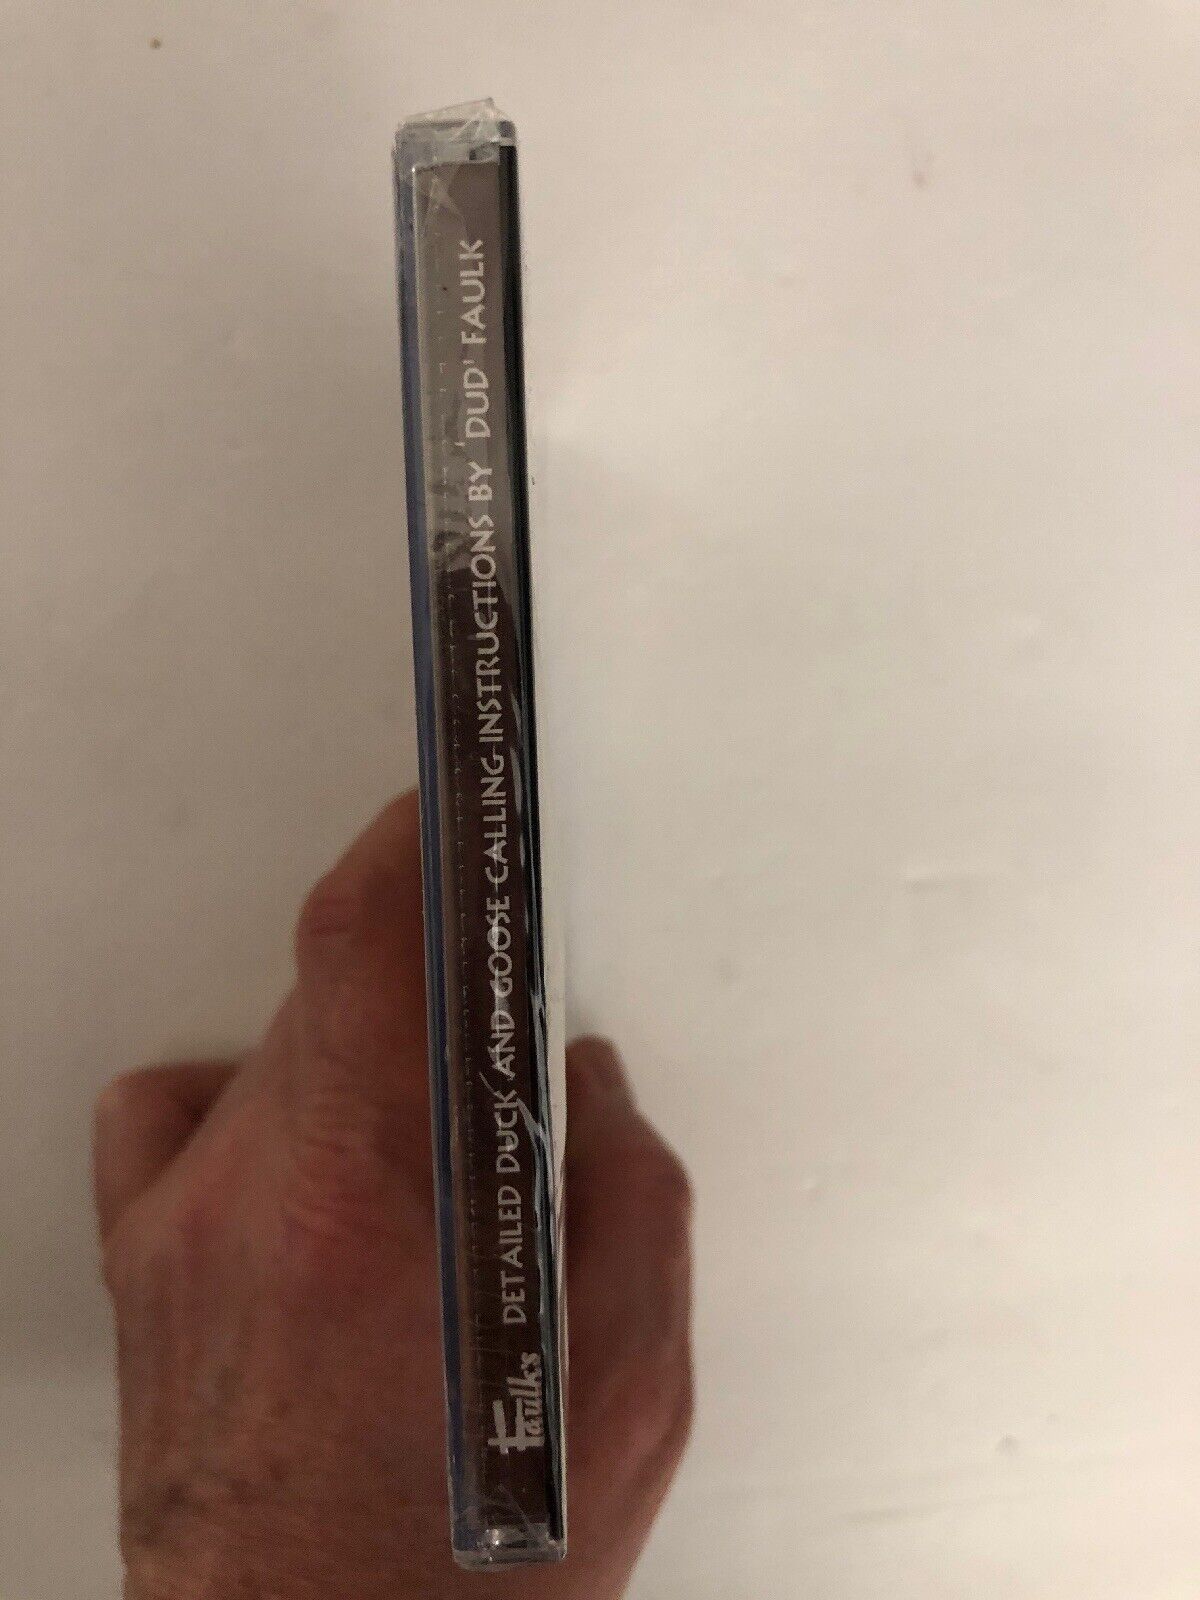 Faulk's DETAILED DUCK AND GOOSE CALLING INSTRUCTIONS BY 'DUD' FAULK